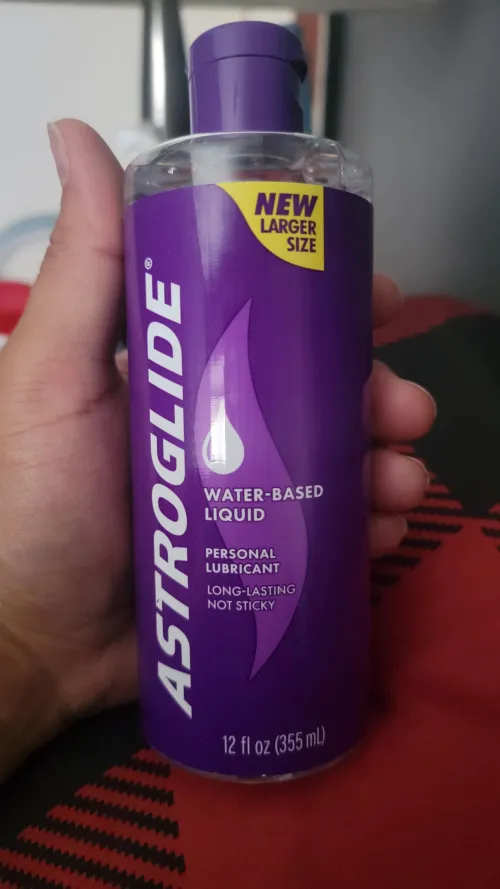 NEW
LARGER
SIZE
ASTROGLIDE®
WATER-BASED
LIQUID
PERSONAL
LUBRICANT
LONG-LASTING
NOT STICKY
12 fl oz (355 mL)